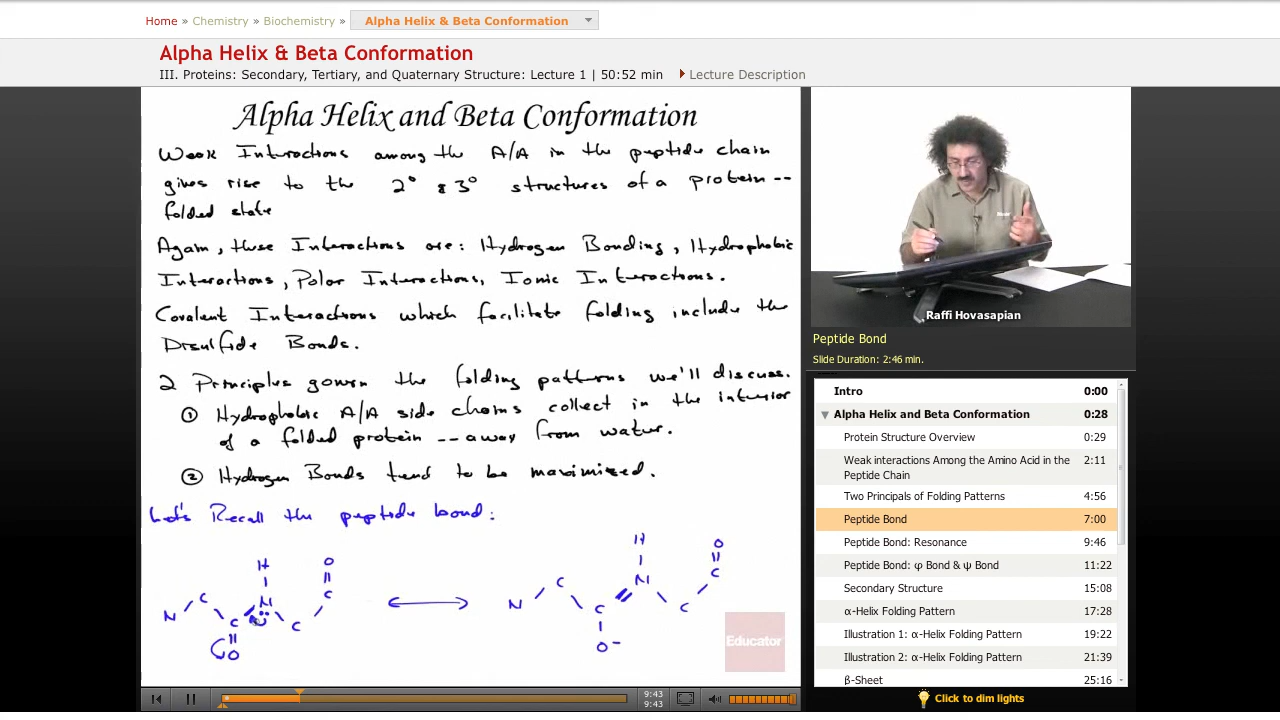 Home » Chemistry » Biochemistry » Alpha Helix & Beta Conformation
Alpha Helix & Beta Conformation
III. Proteins: Secondary, Tertiary, and Quaternary Structure: Lecture 1 | 50:52 min Lecture Description
Alpha Helix and Beta Conformation
Weak Interactions among the A/A in the peptide chain
gives rise to the 2° & 3° structures of a protein --
folded state
Again, these Interactions are: Hydrogen Bonding, Hydrophobic
Interactions, Polar Interactions, Ionic Interactions.
Covalent Interactions which facilitate folding include the
Disulfide Bonds.
2 Principles govern the folding patterns we'll discuss.
① Hydrophobic A/A side chains collect in the interior
of a folded protein -- away from water.
② Hydrogen Bonds tend to be maximized.
Let's Recall the peptide bond:
H O
N C C N C C O
H O
N C C N C C O-
Educator
9:43
9:43
Raffi Hovasapian
Peptide Bond
Slide Duration: 2:46 min.
Intro 0:00
Alpha Helix and Beta Conformation 0:28
Protein Structure Overview 0:29
Weak interactions Among the Amino Acid in the 2:11
Peptide Chain
Two Principals of Folding Patterns 4:56
Peptide Bond 7:00
Peptide Bond: Resonance 9:46
Peptide Bond: φ Bond & ψ Bond 11:22
Secondary Structure 15:08
α-Helix Folding Pattern 17:28
Illustration 1: α-Helix Folding Pattern 19:22
Illustration 2: α-Helix Folding Pattern 21:39
β-Sheet 25:16
Click to dim lights